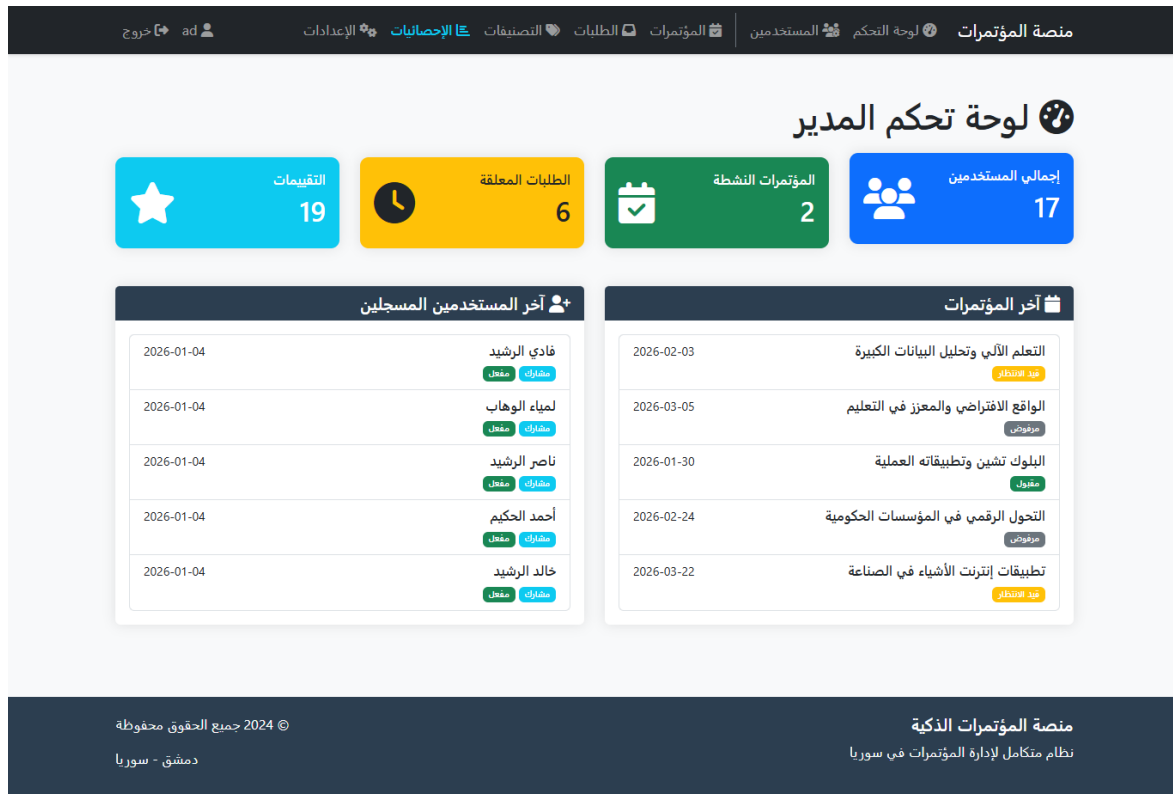 منصة المؤتمرات لوحة التحكم المستخدمين المؤتمرات الطلبات التصنيفات الإحصائيات الإعدادات ad خروج
لوحة تحكم المدير
إجمالي المستخدمين
17
المؤتمرات النشطة
2
الطلبات المعلقة
6
التقييمات
19
آخر المؤتمرات
التعلم الآلي وتحليل البيانات الكبيرة 2026-02-03
قيد الانتظار
الواقع الافتراضي والمعزز في التعليم 2026-03-05
مرفوض
البلوك تشين وتطبيقاته العملية 2026-01-30
مقبول
التحول الرقمي في المؤسسات الحكومية 2026-02-24
مرفوض
تطبيقات إنترنت الأشياء في الصناعة 2026-03-22
قيد الانتظار
آخر المستخدمين المسجلين
فادي الرشيد 2026-01-04
مشارك مفعل
لمياء الوهاب 2026-01-04
مشارك مفعل
ناصر الرشيد 2026-01-04
مشارك مفعل
أحمد الحكيم 2026-01-04
مشارك مفعل
خالد الرشيد 2026-01-04
مشارك مفعل
منصة المؤتمرات الذكية
نظام متكامل لإدارة المؤتمرات في سوريا
© 2024 جميع الحقوق محفوظة
دمشق - سوريا